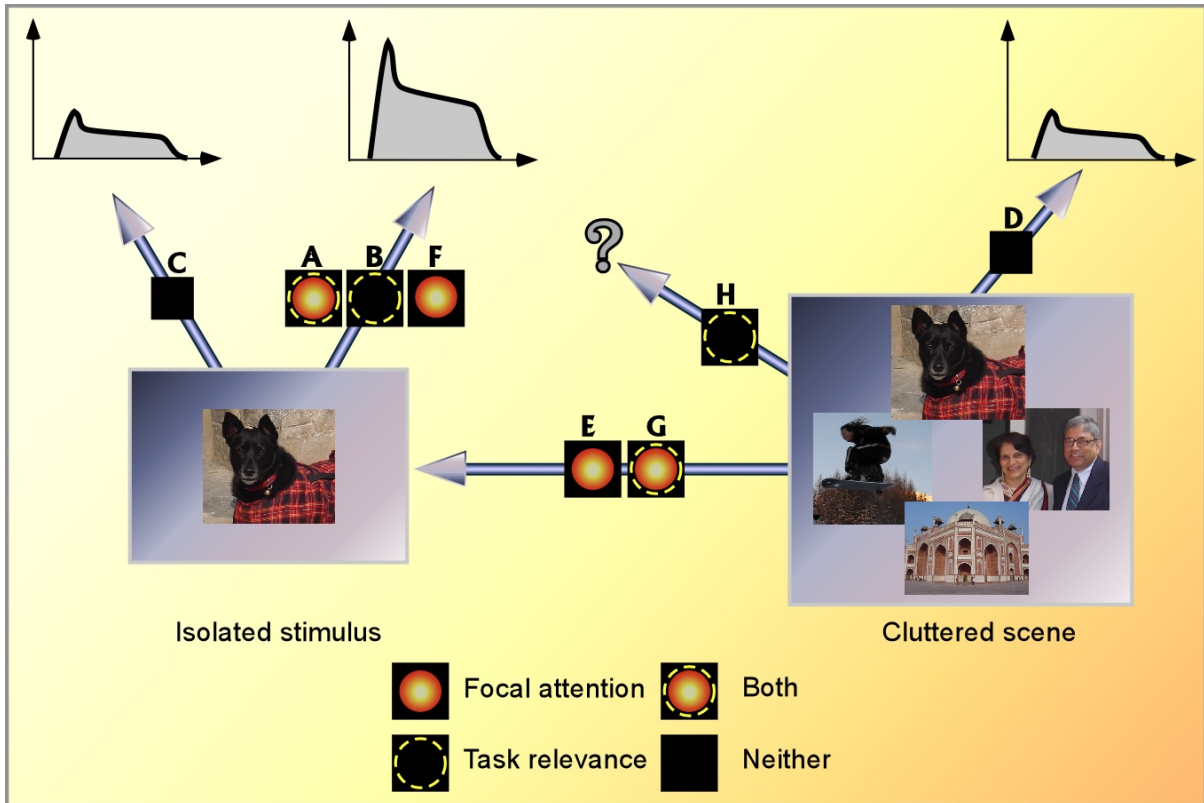 C
A B F
D
H
?
E G
Isolated stimulus
Cluttered scene
Focal attention
Both
Task relevance
Neither